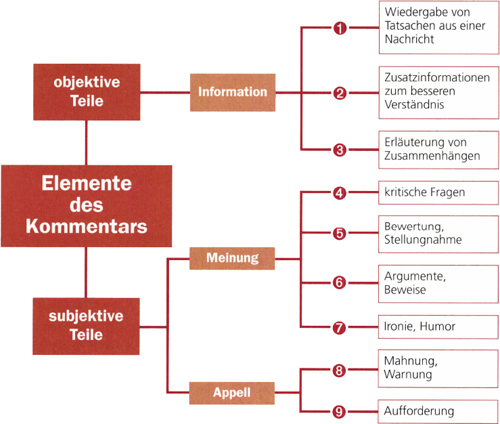 objektive
Teile
Information
1
Wiedergabe von
Tatsachen aus einer
Nachricht
2
Zusatzinformationen
zum besseren
Verständnis
3
Erläuterung von
Zusammenhängen
Elemente
des
Kommentars
subjektive
Teile
Meinung
4
kritische Fragen
5
Bewertung,
Stellungnahme
6
Argumente,
Beweise
7
Ironie, Humor
Appell
8
Mahnung,
Warnung
9
Aufforderung